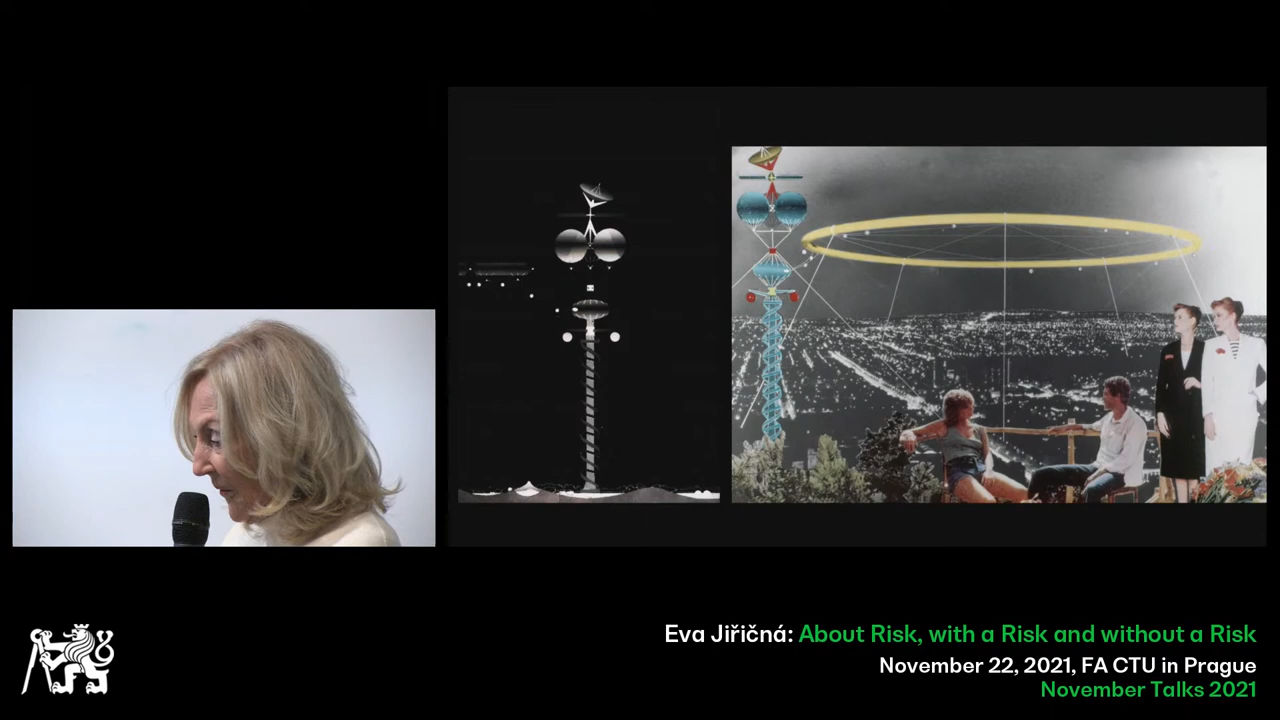 Eva Jiřičná: About Risk, with a Risk and without a Risk
November 22, 2021, FA CTU in Prague
November Talks 2021